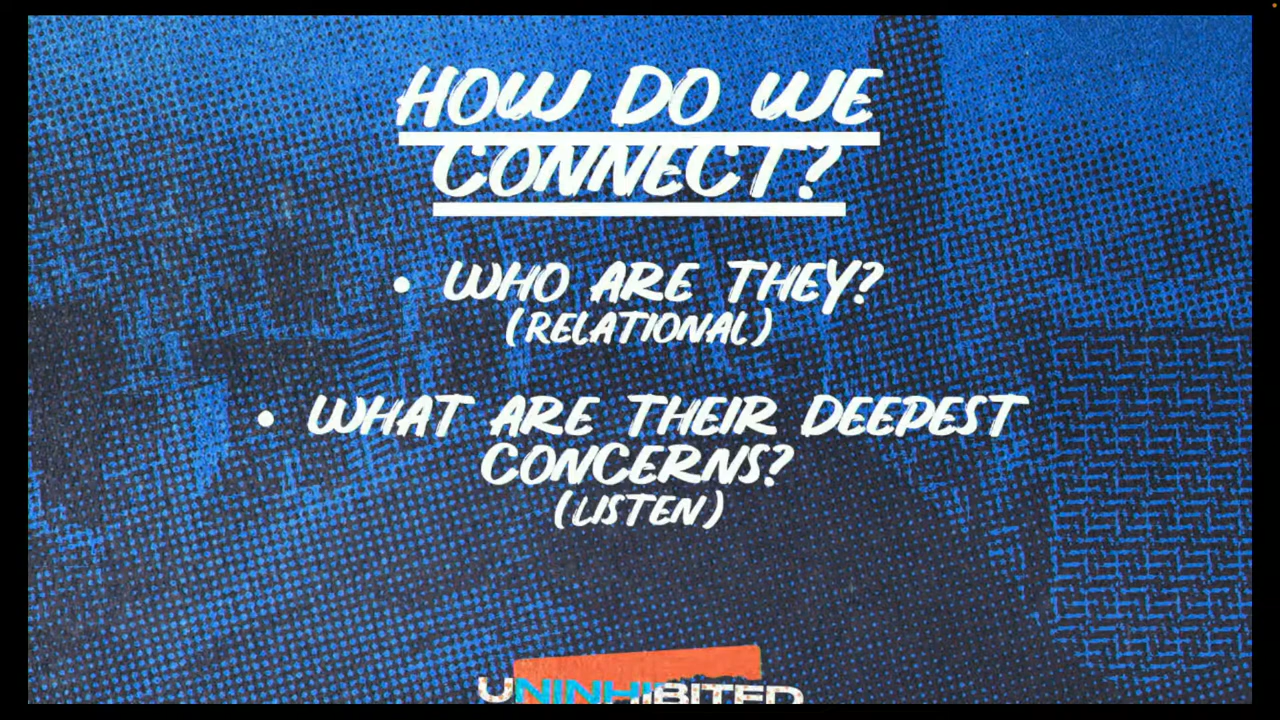 HOW DO WE
CONNECT?
• WHO ARE THEY?
(RELATIONAL)
• WHAT ARE THEIR DEEPEST
CONCERNS?
(LISTEN)
UNINHIBITED